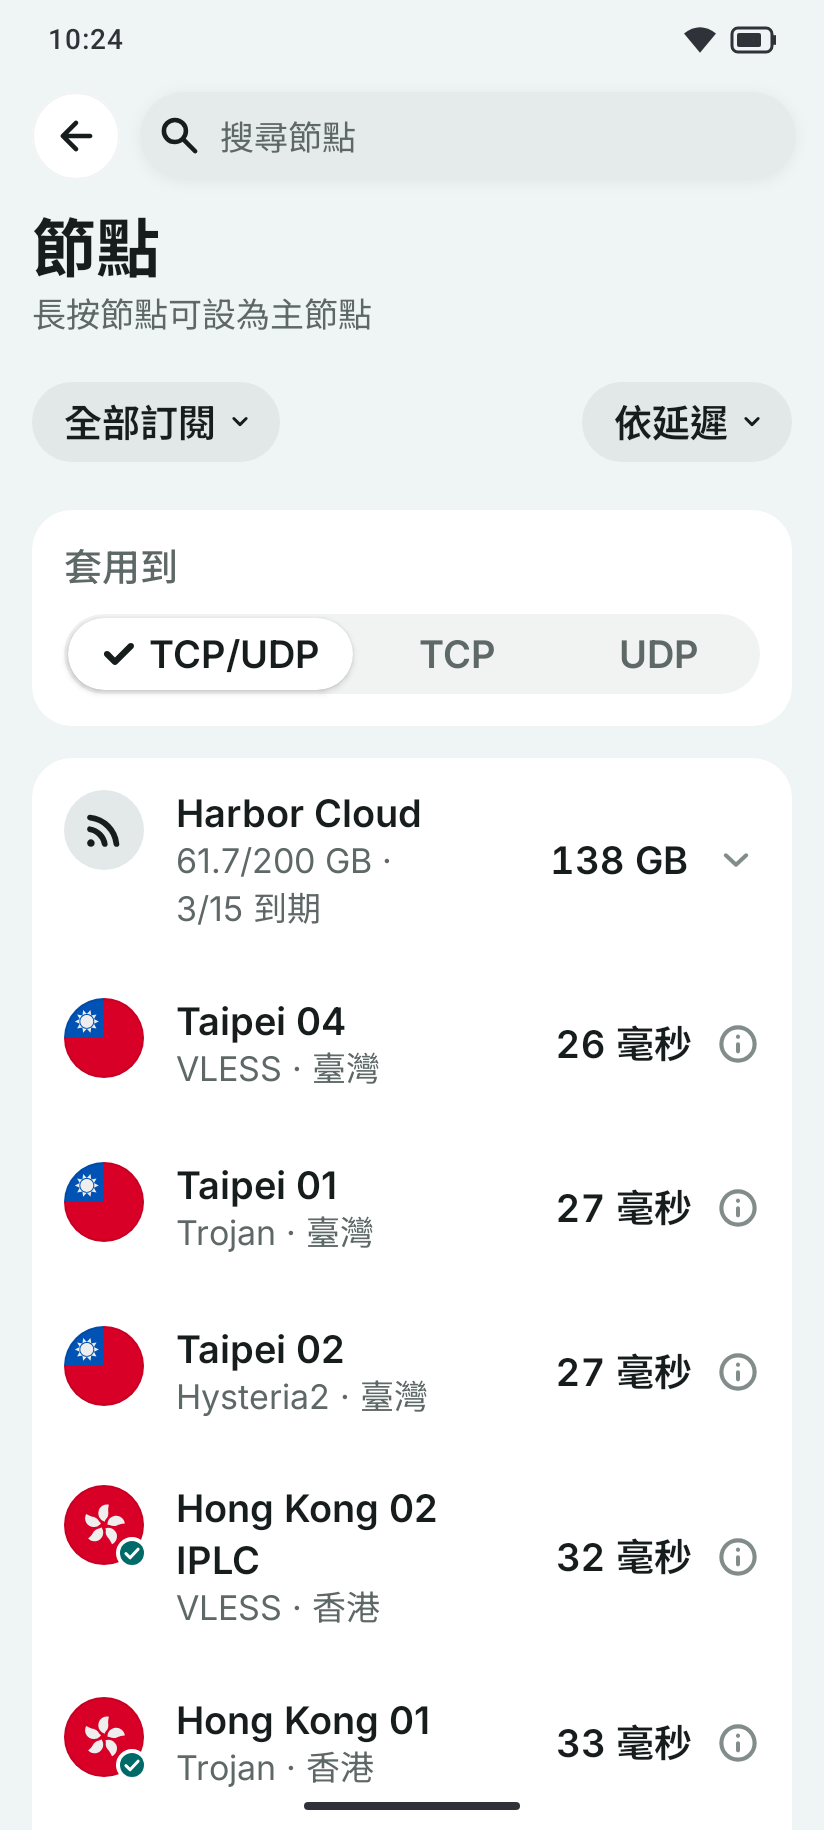 10:24
搜尋節點
節點
長按節點可設為主節點
全部訂閱
依延遲
套用到
TCP/UDP
TCP
UDP
Harbor Cloud
61.7/200 GB ·
3/15 到期
138 GB
Taipei 04
VLESS · 臺灣
26 毫秒
Taipei 01
Trojan · 臺灣
27 毫秒
Taipei 02
Hysteria2 · 臺灣
27 毫秒
Hong Kong 02
IPLC
VLESS · 香港
32 毫秒
Hong Kong 01
Trojan · 香港
33 毫秒